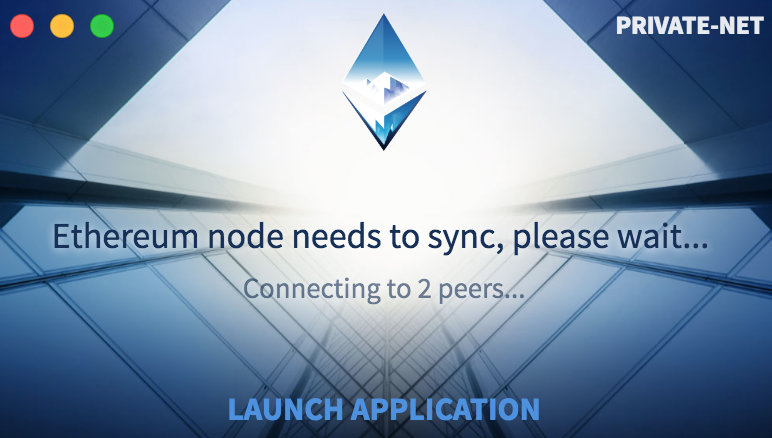 PRIVATE-NET
Ethereum node needs to sync, please wait...
Connecting to 2 peers...
LAUNCH APPLICATION